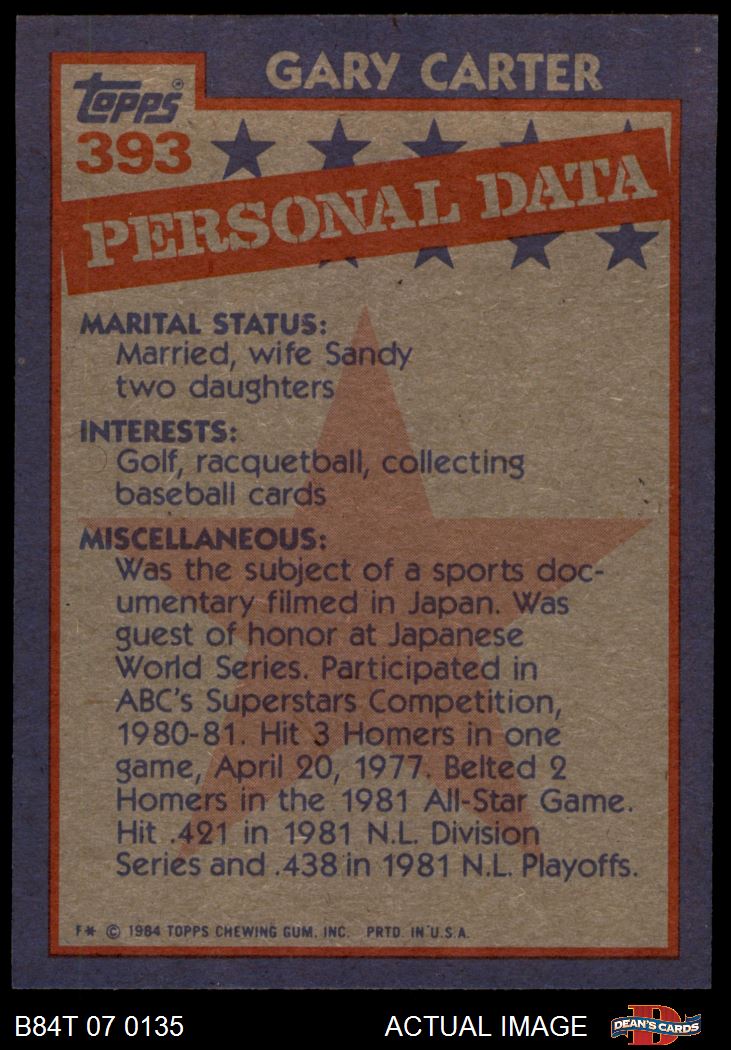 GARY CARTER
Topps
393
PERSONAL DATA
MARITAL STATUS:
Married, wife Sandy
two daughters
INTERESTS:
Golf, racquetball, collecting
baseball cards
MISCELLANEOUS:
Was the subject of a sports doc-
umentary filmed in Japan. Was
guest of honor at Japanese
World Series. Participated in
ABC's Superstars Competition,
1980-81. Hit 3 Homers in one
game, April 20, 1977. Belted 2
Homers in the 1981 All-Star Game.
Hit .421 in 1981 N.L. Division
Series and .438 in 1981 N.L. Playoffs.
F* © 1984 TOPPS CHEWING GUM, INC. PRTD. IN U.S.A.
B84T 07 0135 ACTUAL IMAGE D DEAN'S CARDS